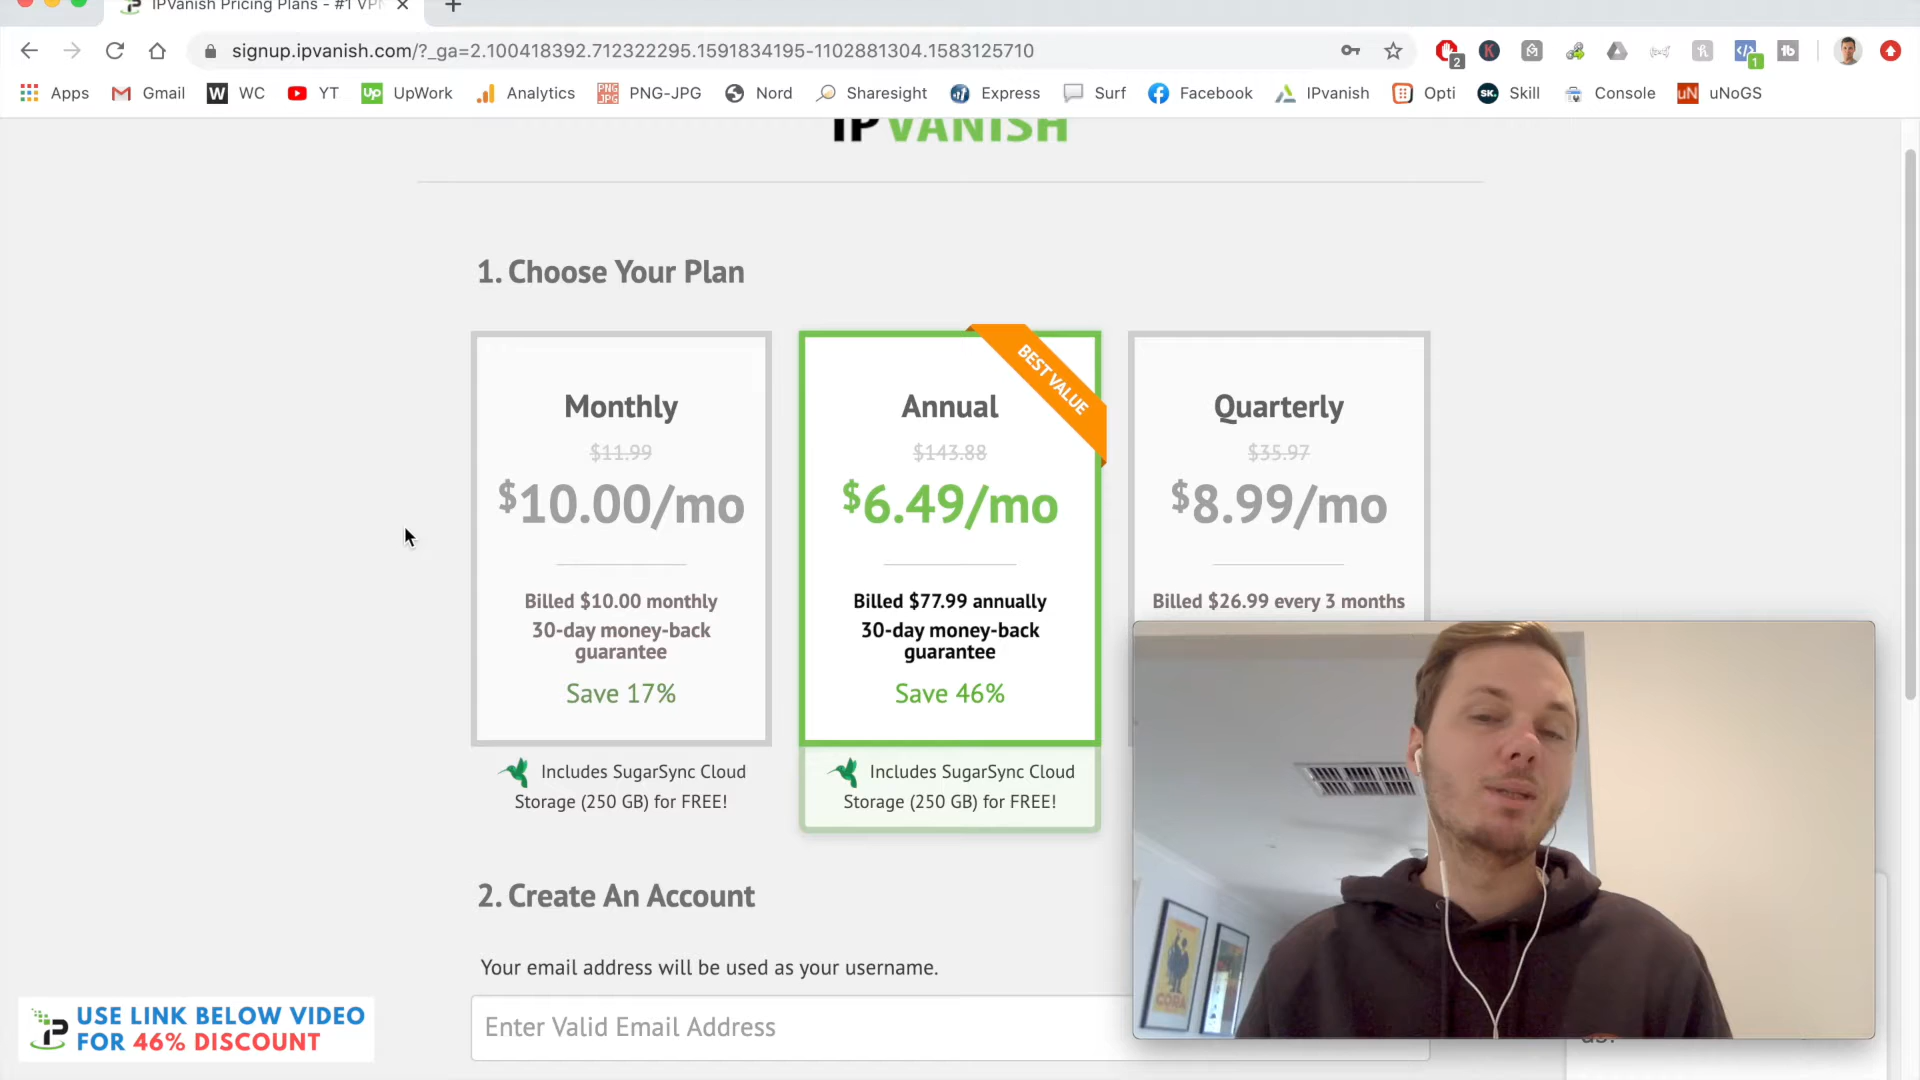 IPVanish Pricing Plans - #1 VPN
signup.ipvanish.com/?_ga=2.100418392.712322295.1591834195-1102881304.1583125710
2
1
Apps Gmail WC YT UpWork Analytics PNG-JPG Nord Sharesight Express Surf Facebook IPvanish Opti Skill Console uNoGS
IPVANISH
1. Choose Your Plan
Monthly
$11.99
$10.00/mo
Billed $10.00 monthly
30-day money-back
guarantee
Save 17%
Includes SugarSync Cloud
Storage (250 GB) for FREE!
BEST VALUE
Annual
$143.88
$6.49/mo
Billed $77.99 annually
30-day money-back
guarantee
Save 46%
Includes SugarSync Cloud
Storage (250 GB) for FREE!
Quarterly
$35.97
$8.99/mo
Billed $26.99 every 3 months
2. Create An Account
Your email address will be used as your username.
Enter Valid Email Address
USE LINK BELOW VIDEO
FOR 46% DISCOUNT